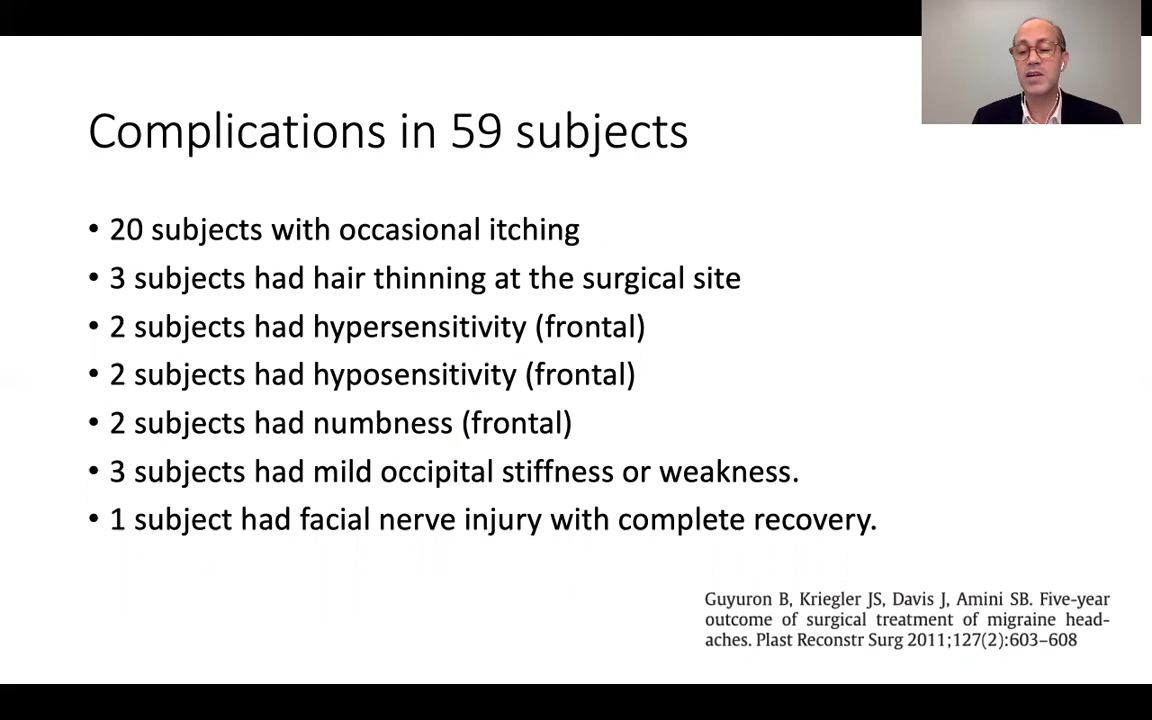 Complications in 59 subjects
• 20 subjects with occasional itching
• 3 subjects had hair thinning at the surgical site
• 2 subjects had hypersensitivity (frontal)
• 2 subjects had hyposensitivity (frontal)
• 2 subjects had numbness (frontal)
• 3 subjects had mild occipital stiffness or weakness.
• 1 subject had facial nerve injury with complete recovery.
Guyuron B, Kriegler JS, Davis J, Amini SB. Five-year
outcome of surgical treatment of migraine head-
aches. Plast Reconstr Surg 2011;127(2):603–608